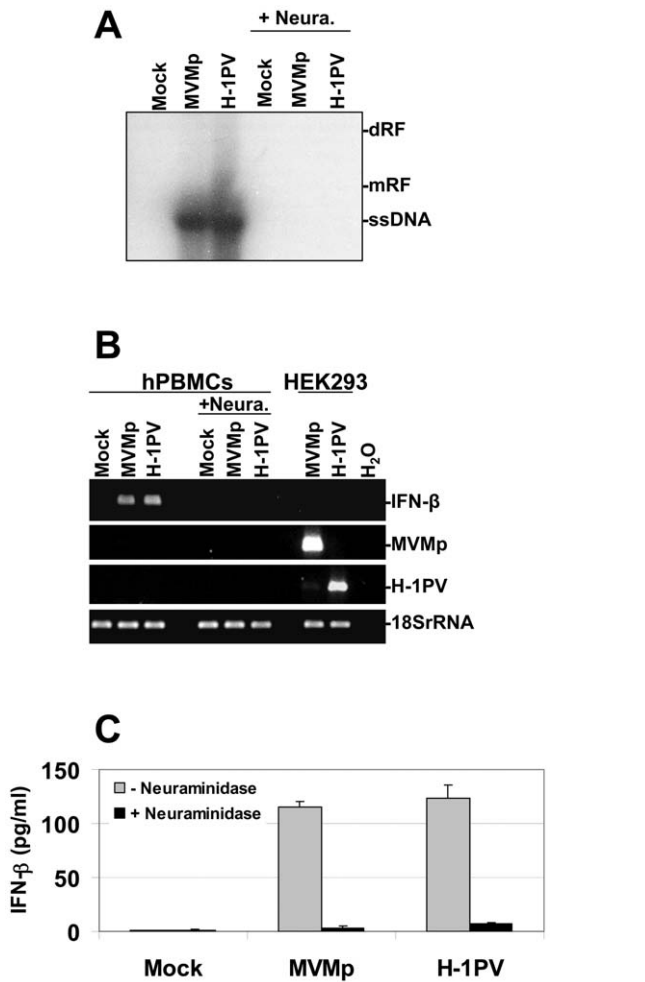 A
+ Neura.
Mock MVMp H-1PV Mock MVMp H-1PV
-dRF
-mRF
-ssDNA
B
hPBMCs HEK293
+Neura.
Mock MVMp H-1PV Mock MVMp H-1PV MVMp H-1PV H₂O
-IFN-β
-MVMp
-H-1PV
-18SrRNA
C
IFN-β (pg/ml)
150
- Neuraminidase
+ Neuraminidase
100
50
0
Mock MVMp H-1PV